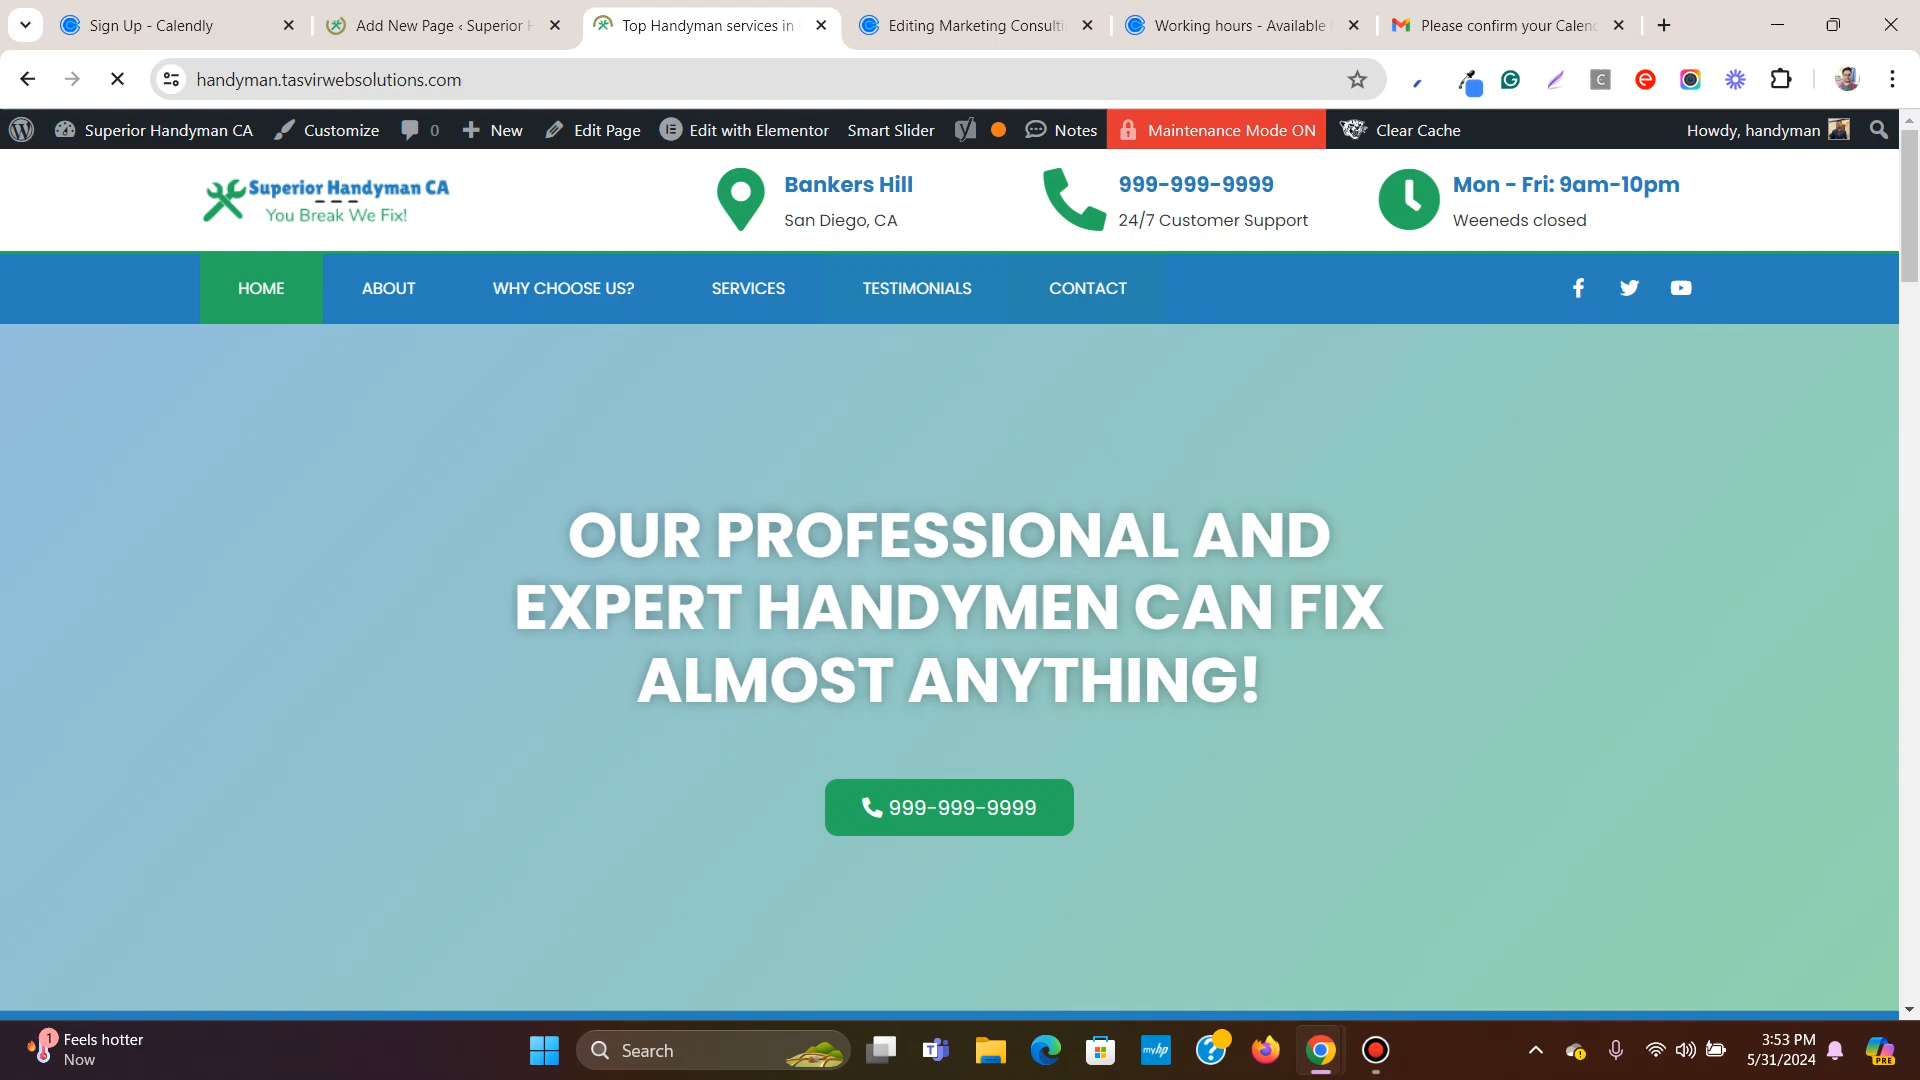 Sign Up - Calendly
Add New Page ‹ Superior H
Top Handyman services in
Editing Marketing Consulti
Working hours - Available
Please confirm your Calen
handyman.tasvirwebsolutions.com
Superior Handyman CA
Customize
0
New
Edit Page
Edit with Elementor
Smart Slider
Notes
Maintenance Mode ON
Clear Cache
Howdy, handyman
Superior Handyman CA
You Break We Fix!
Bankers Hill
San Diego, CA
999-999-9999
24/7 Customer Support
Mon - Fri: 9am-10pm
Weeneds closed
HOME
ABOUT
WHY CHOOSE US?
SERVICES
TESTIMONIALS
CONTACT
OUR PROFESSIONAL AND
EXPERT HANDYMEN CAN FIX
ALMOST ANYTHING!
999-999-9999
1
Feels hotter
Now
Search
myhp
3:53 PM
5/31/2024
PRE